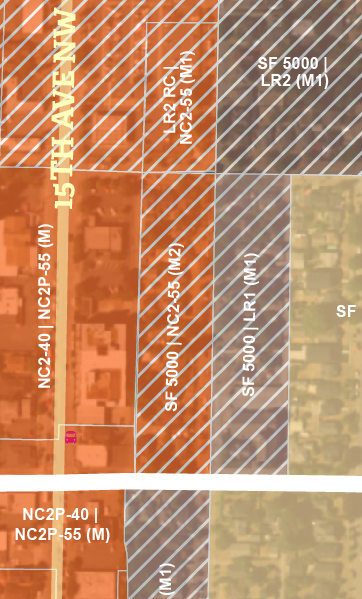 15TH AVE NW
LR2 RC |
NC2-55 (M1)
SF 5000 |
LR2 (M1)
NC2-40 | NC2P-55 (M)
SF 5000 | NC2-55 (M2)
SF 5000 | LR1 (M1)
SF
NC2P-40 |
NC2P-55 (M)
(M1)